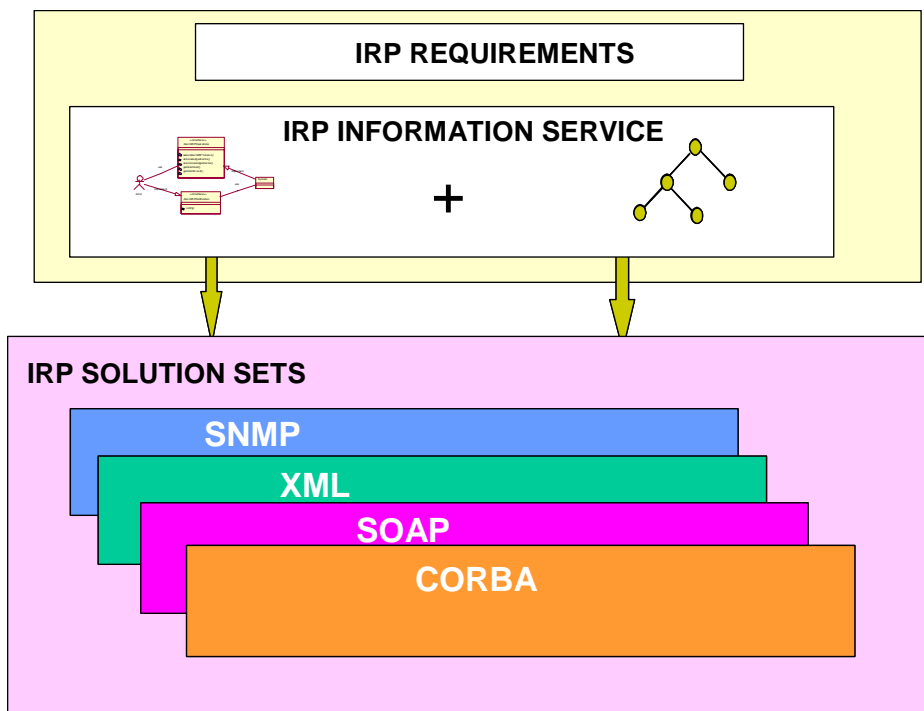 IRP REQUIREMENTS
IRP INFORMATION SERVICE
+
IRP SOLUTION SETS
SNMP
XML
SOAP
CORBA